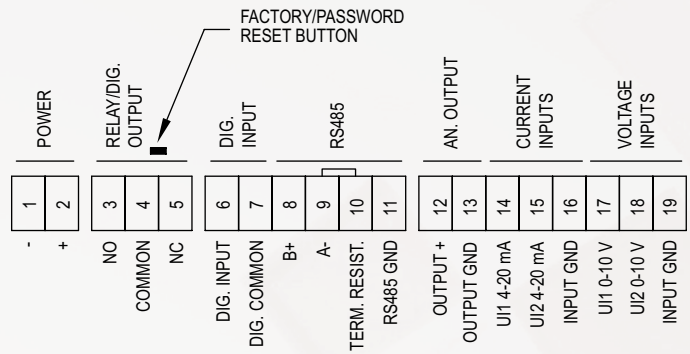 FACTORY/PASSWORD
RESET BUTTON
POWER
RELAY/DIG.
OUTPUT
DIG.
INPUT
RS485
AN. OUTPUT
CURRENT
INPUTS
VOLTAGE
INPUTS
1
2
3
4
5
6
7
8
9
10
11
12
13
14
15
16
17
18
19
-
+
NO
COMMON
NC
DIG. INPUT
DIG. COMMON
B+
A-
TERM. RESIST.
RS485 GND
OUTPUT +
OUTPUT GND
UI1 4-20 mA
UI2 4-20 mA
INPUT GND
UI1 0-10 V
UI2 0-10 V
INPUT GND